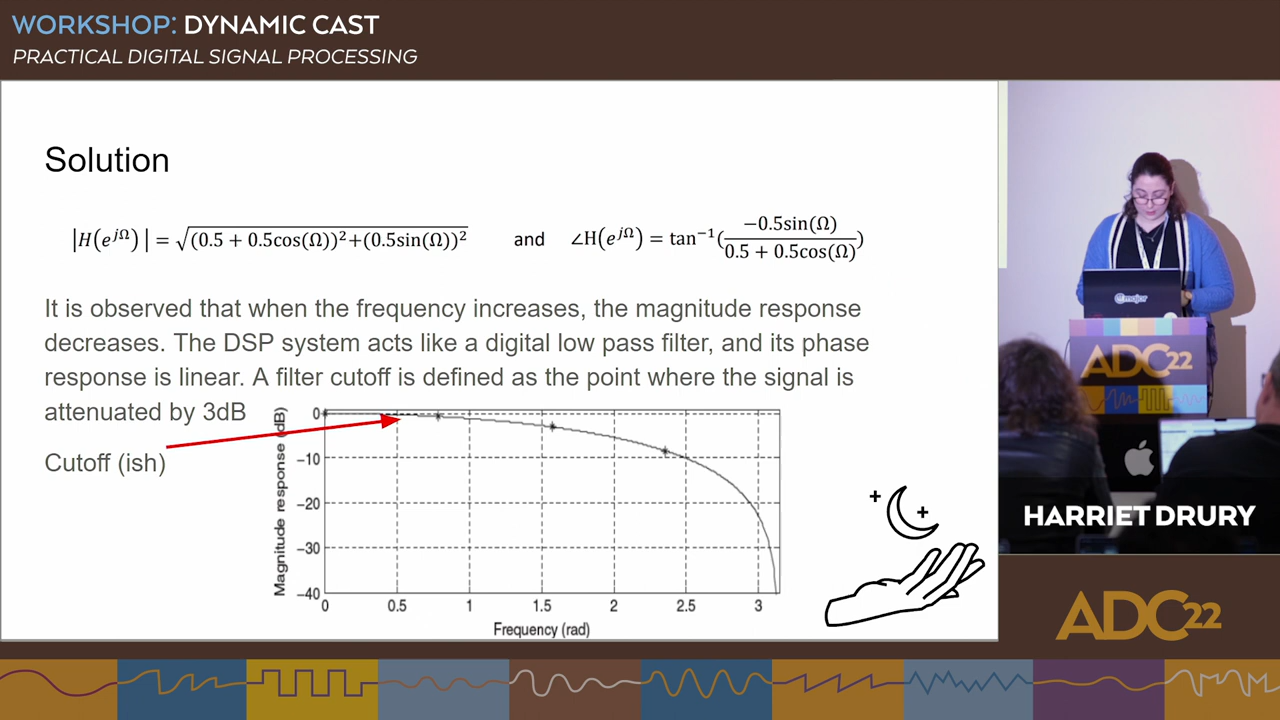 WORKSHOP: DYNAMIC CAST
PRACTICAL DIGITAL SIGNAL PROCESSING
Solution
|H(e^{jΩ})| = √(0.5 + 0.5cos(Ω))²+(0.5sin(Ω))² and ∠H(e^{jΩ}) = tan⁻¹(−0.5sin(Ω) / 0.5 + 0.5cos(Ω))
It is observed that when the frequency increases, the magnitude response
decreases. The DSP system acts like a digital low pass filter, and its phase
response is linear. A filter cutoff is defined as the point where the signal is
attenuated by 3dB
Cutoff (ish)
Magnitude response (dB)
0
−10
−20
−30
−40
0 0.5 1 1.5 2 2.5 3
Frequency (rad)
emajor
ADC22
HARRIET DRURY
ADC22